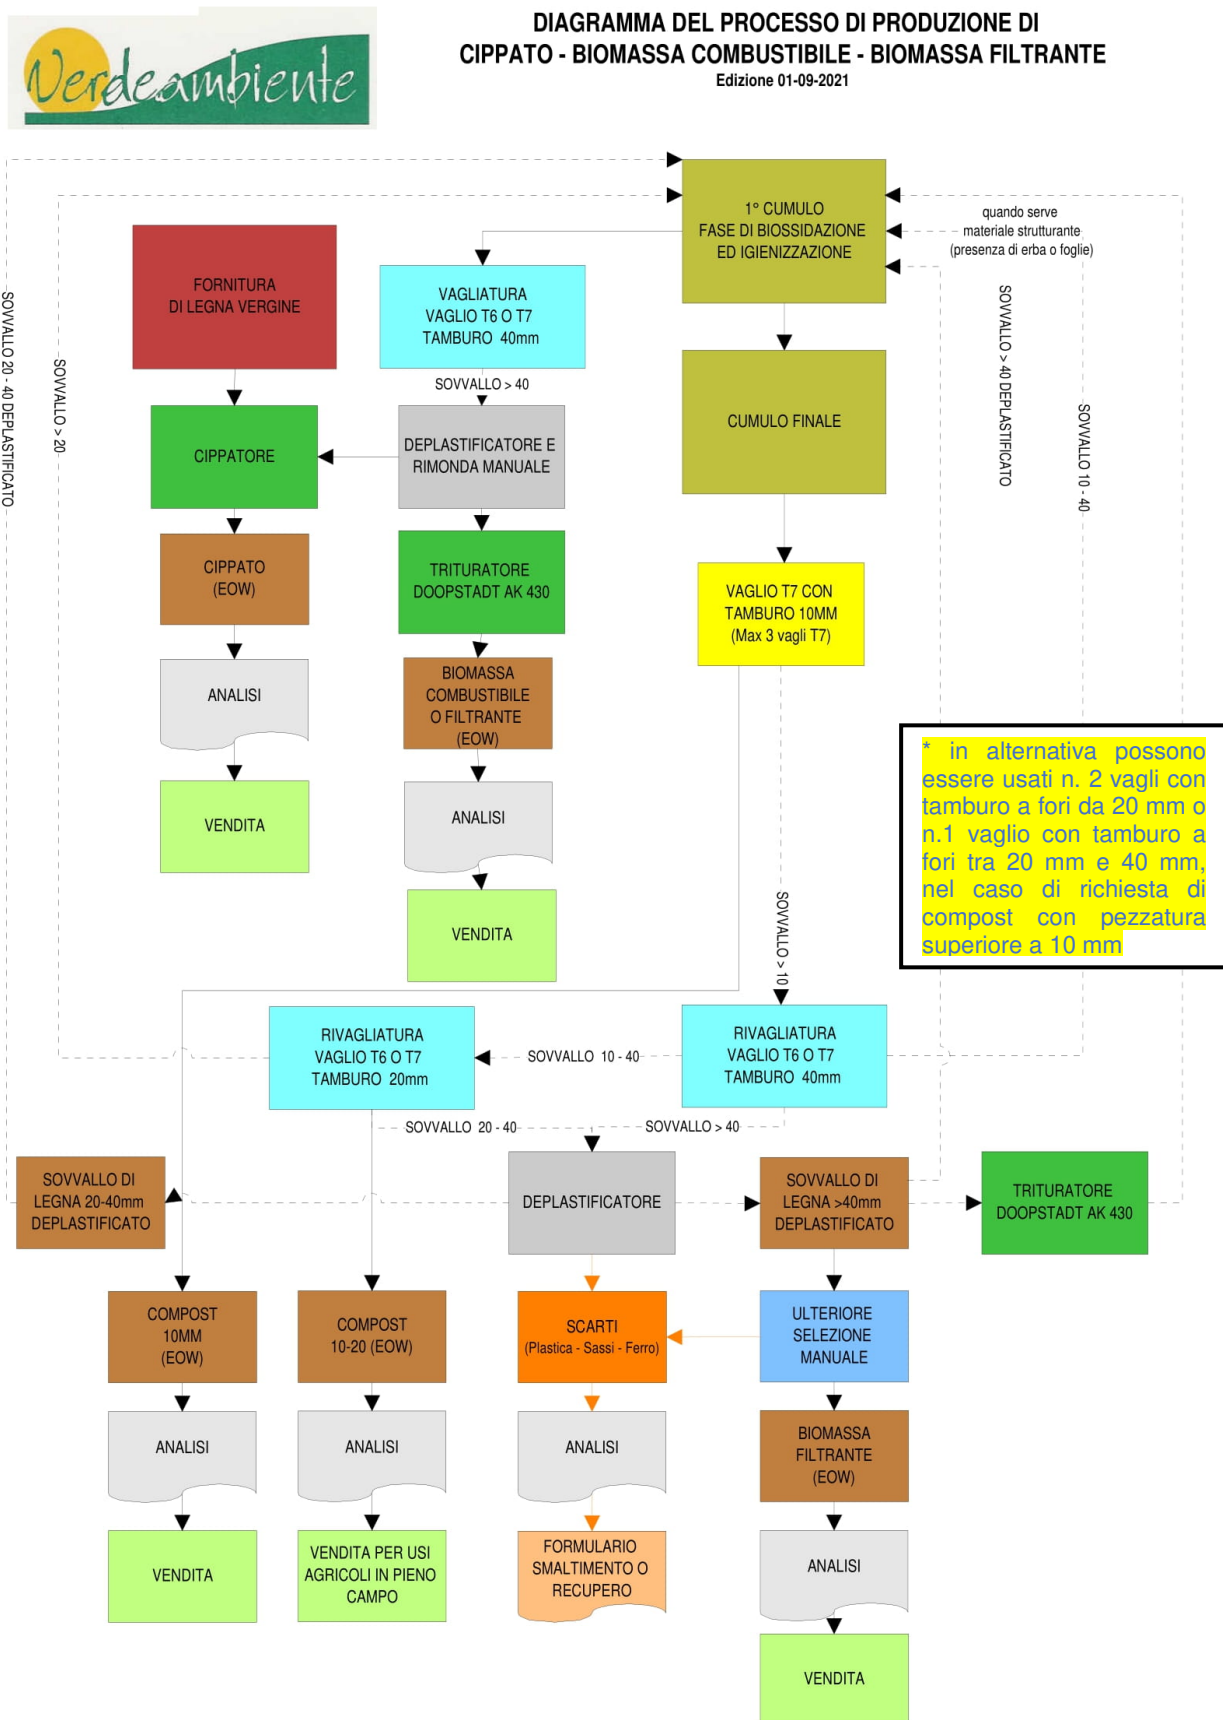 Verdeambiente
DIAGRAMMA DEL PROCESSO DI PRODUZIONE DI
CIPPATO - BIOMASSA COMBUSTIBILE - BIOMASSA FILTRANTE
Edizione 01-09-2021
1° CUMULO
FASE DI BIOSSIDAZIONE
ED IGIENIZZAZIONE
quando serve
materiale strutturante
(presenza di erba o foglie)
FORNITURA
DI LEGNA VERGINE
VAGLIATURA
VAGLIO T6 O T7
TAMBURO 40mm
SOVVALLO 20 - 40 DEPLASTIFICATO
SOVVALLO > 20
SOVVALLO > 40 DEPLASTIFICATO
SOVVALLO 10 - 40
SOVVALLO > 40
CIPPATORE
DEPLASTIFICATORE E
RIMONDA MANUALE
CUMULO FINALE
CIPPATO
(EOW)
TRITURATORE
DOOPSTADT AK 430
VAGLIO T7 CON
TAMBURO 10MM
(Max 3 vagli T7)
ANALISI
BIOMASSA
COMBUSTIBILE
O FILTRANTE
(EOW)
* in alternativa possono
essere usati n. 2 vagli con
tamburo a fori da 20 mm o
n.1 vaglio con tamburo a
fori tra 20 mm e 40 mm,
nel caso di richiesta di
compost con pezzatura
superiore a 10 mm
VENDITA
ANALISI
VENDITA
SOVVALLO > 10
RIVAGLIATURA
VAGLIO T6 O T7
TAMBURO 20mm
SOVVALLO 10 - 40
RIVAGLIATURA
VAGLIO T6 O T7
TAMBURO 40mm
SOVVALLO 20 - 40
SOVVALLO > 40
SOVVALLO DI
LEGNA 20-40mm
DEPLASTIFICATO
DEPLASTIFICATORE
SOVVALLO DI
LEGNA >40mm
DEPLASTIFICATO
TRITURATORE
DOOPSTADT AK 430
COMPOST
10MM
(EOW)
COMPOST
10-20 (EOW)
SCARTI
(Plastica - Sassi - Ferro)
ULTERIORE
SELEZIONE
MANUALE
ANALISI
ANALISI
ANALISI
BIOMASSA
FILTRANTE
(EOW)
VENDITA
VENDITA PER USI
AGRICOLI IN PIENO
CAMPO
FORMULARIO
SMALTIMENTO O
RECUPERO
ANALISI
VENDITA